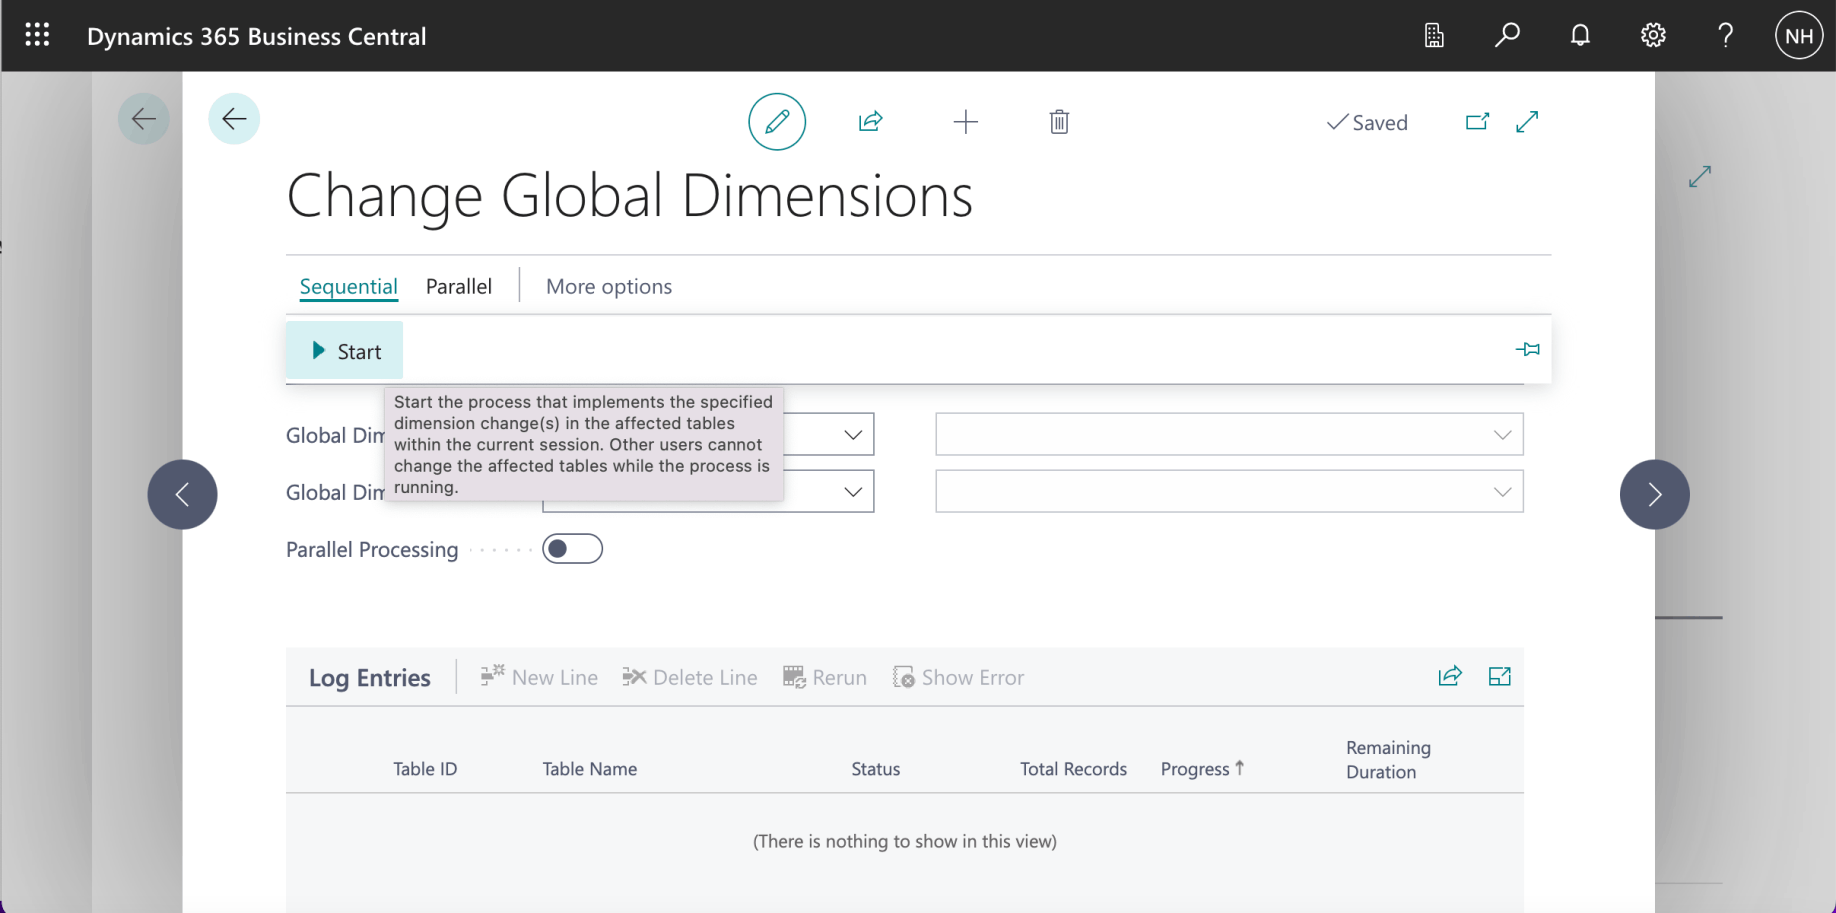 Dynamics 365 Business Central
NH
Saved
Change Global Dimensions
Sequential Parallel More options
Start
Start the process that implements the specified
dimension change(s) in the affected tables
within the current session. Other users cannot
change the affected tables while the process is
running.
Global Dim
Global Dim
Parallel Processing
Log Entries New Line Delete Line Rerun Show Error
Table ID Table Name Status Total Records Progress ↑ Remaining
Duration
(There is nothing to show in this view)